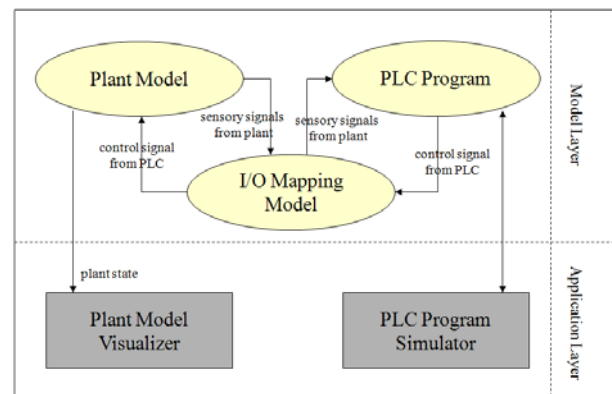 Plant Model
PLC Program
sensory signals
from plant
sensory signals
from plant
control signal
from PLC
control signal
from PLC
I/O Mapping
Model
Model Layer
plant state
Plant Model
Visualizer
PLC Program
Simulator
Application Layer